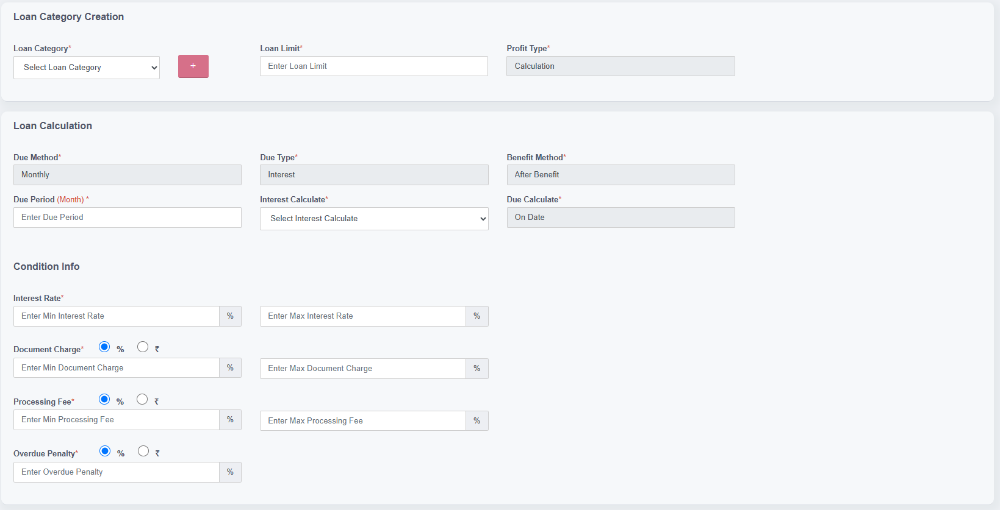 Loan Category Creation
Loan Category* Loan Limit* Profit Type*
Select Loan Category + Enter Loan Limit Calculation
Loan Calculation
Due Method* Due Type* Benefit Method*
Monthly Interest After Benefit
Due Period (Month) * Interest Calculate* Due Calculate*
Enter Due Period Select Interest Calculate On Date
Condition Info
Interest Rate*
Enter Min Interest Rate % Enter Max Interest Rate %
Document Charge* % ₹
Enter Min Document Charge % Enter Max Document Charge %
Processing Fee* % ₹
Enter Min Processing Fee % Enter Max Processing Fee %
Overdue Penalty* % ₹
Enter Overdue Penalty %